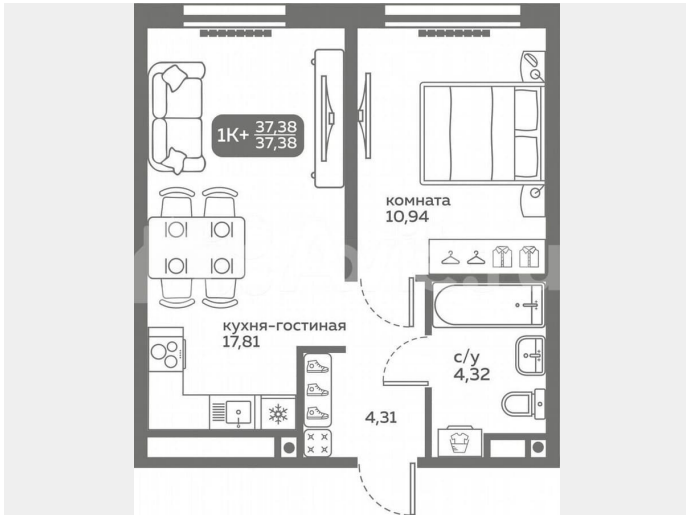 1К+ 37,38
37,38
комната
10,94
кухня-гостиная
17,81
с/у
4,32
4,31